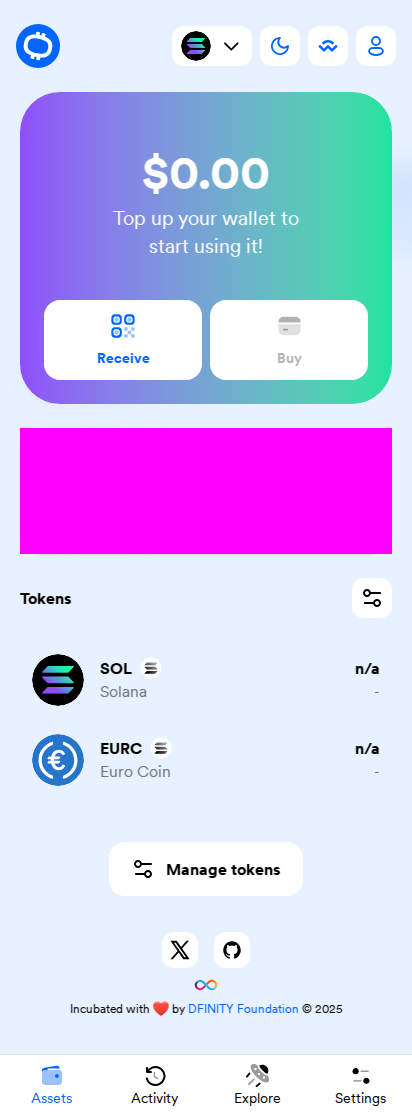 $0.00
Top up your wallet to
start using it!
Receive
Buy
Tokens
SOL
n/a
Solana
-
EURC
n/a
Euro Coin
-
Manage tokens
Incubated with ❤️ by DFINITY Foundation © 2025
Assets
Activity
Explore
Settings